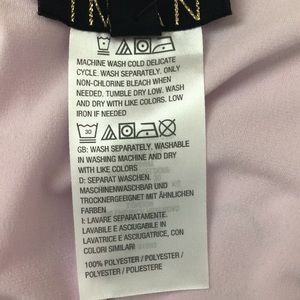 MACHINE WASH COLD DELICATE
CYCLE. WASH SEPARATELY. ONLY
NON-CHLORINE BLEACH WHEN
NEEDED. TUMBLE DRY LOW. WASH
AND DRY WITH LIKE COLORS. LOW
IRON IF NEEDED
30
GB: WASH SEPARATELY. WASHABLE
IN WASHING MACHINE AND DRY
WITH LIKE COLORS
D: SEPARAT WASCHEN.
MASCHINENWASCHBAR UND
TROCKNERGEEIGNET MIT ÄHNLICHEN
FARBEN
I: LAVARE SEPARATAMENTE.
LAVABILE & ASCIUGABILE IN
LAVATRICE E ASCIUGATRICE, CON
COLORI SIMILARI
100% POLYESTER / POLYESTER /
POLYESTER / POLIESTERE